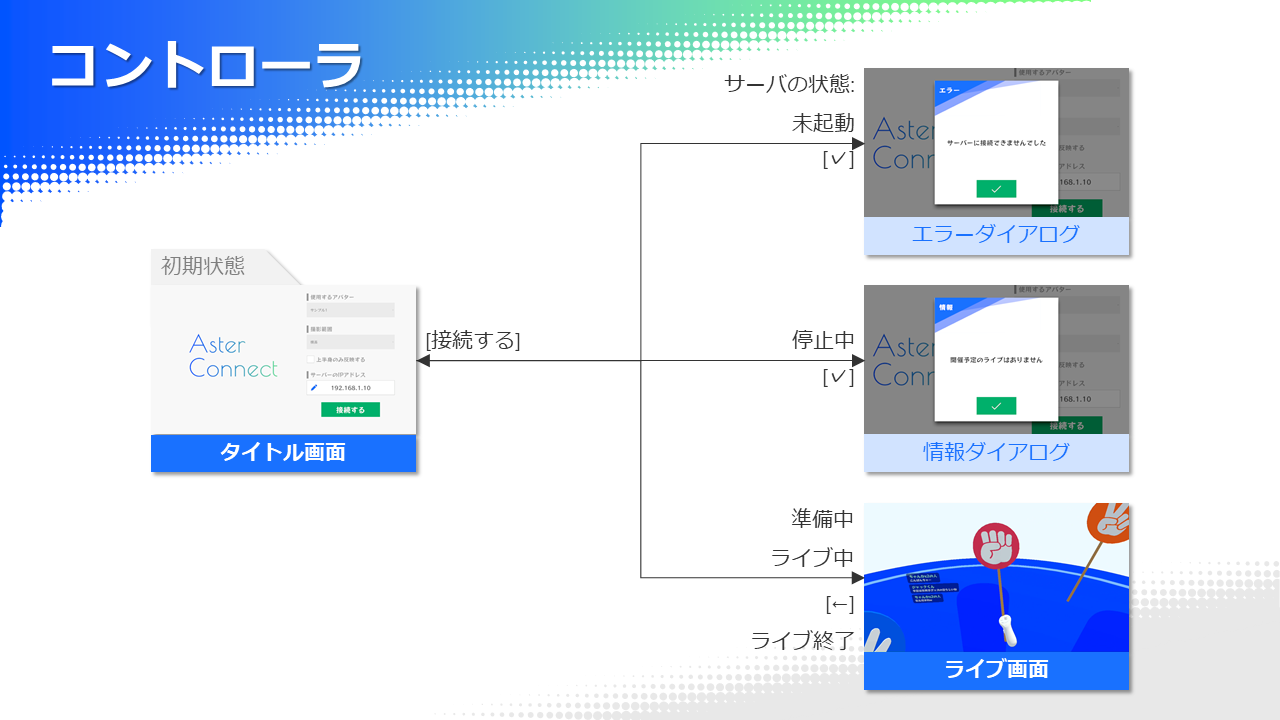 コントローラ
サーバの状態:
未起動
[✓]
使用するアバター
エラー
サーバーに接続できませんでした
Aster
Connect
映する
アドレス
168.1.10
接続する
エラーダイアログ
初期状態
使用するアバター
サンプル1
撮影範囲
上半身のみ反映する
サーバーのIPアドレス
192.168.1.10
接続する
Aster
Connect
タイトル画面
[接続する]
停止中
[✓]
使用するアバター
情報
開催予定のライブはありません
Aster
Conn
映する
アドレス
168.1.10
接続する
情報ダイアログ
準備中
ライブ中
[←]
ライブ終了
ライブ画面